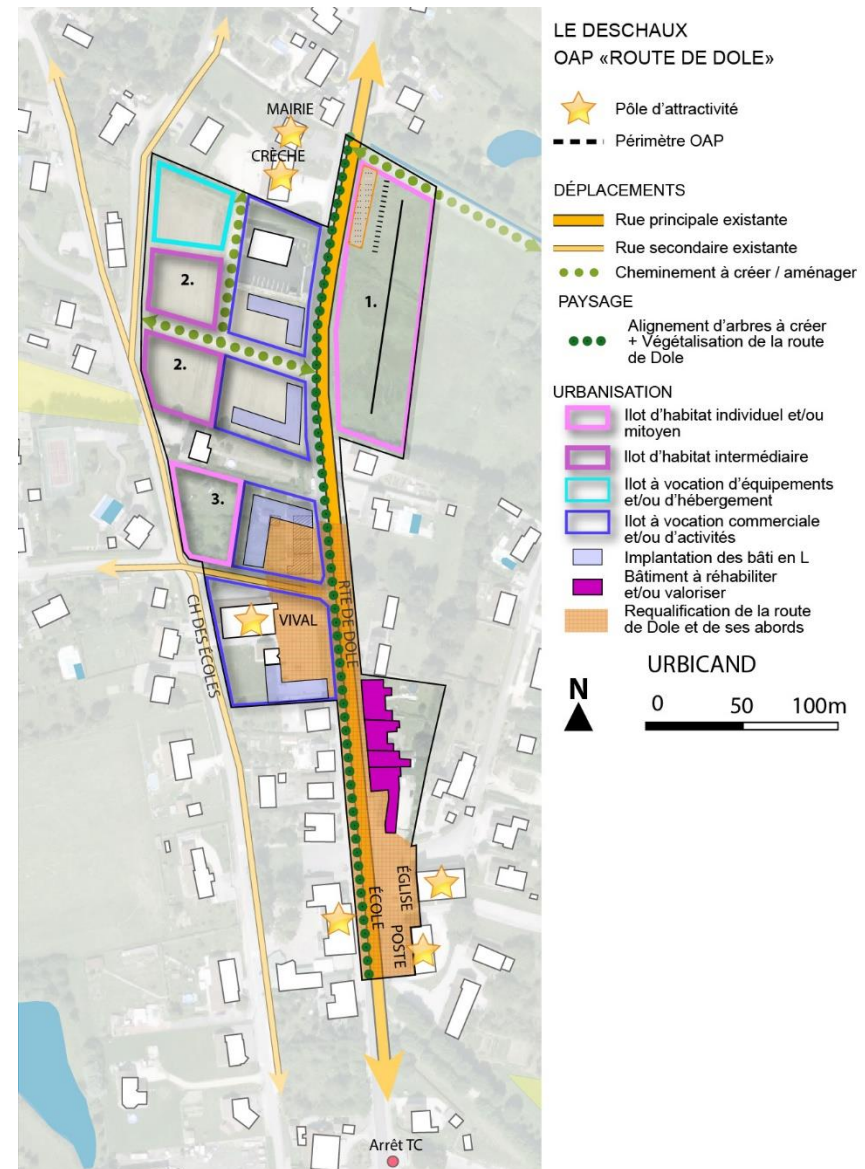 MAIRIE
CRÈCHE
1.
2.
2.
3.
VIVAL
RTE DE DOLE
CH DES ÉCOLES
ÉGLISE
ÉCOLE
POSTE
Arrêt TC
LE DESCHAUX
OAP «ROUTE DE DOLE»
Pôle d'attractivité
Périmètre OAP
DÉPLACEMENTS
Rue principale existante
Rue secondaire existante
Cheminement à créer / aménager
PAYSAGE
Alignement d'arbres à créer
+ Végétalisation de la route
de Dole
URBANISATION
Ilot d'habitat individuel et/ou
mitoyen
Ilot d'habitat intermédiaire
Ilot à vocation d'équipements
et/ou d'hébergement
Ilot à vocation commerciale
et/ou d'activités
Implantation des bâti en L
Bâtiment à réhabiliter
et/ou valoriser
Requalification de la route
de Dole et de ses abords
URBICAND
N
0 50 100m